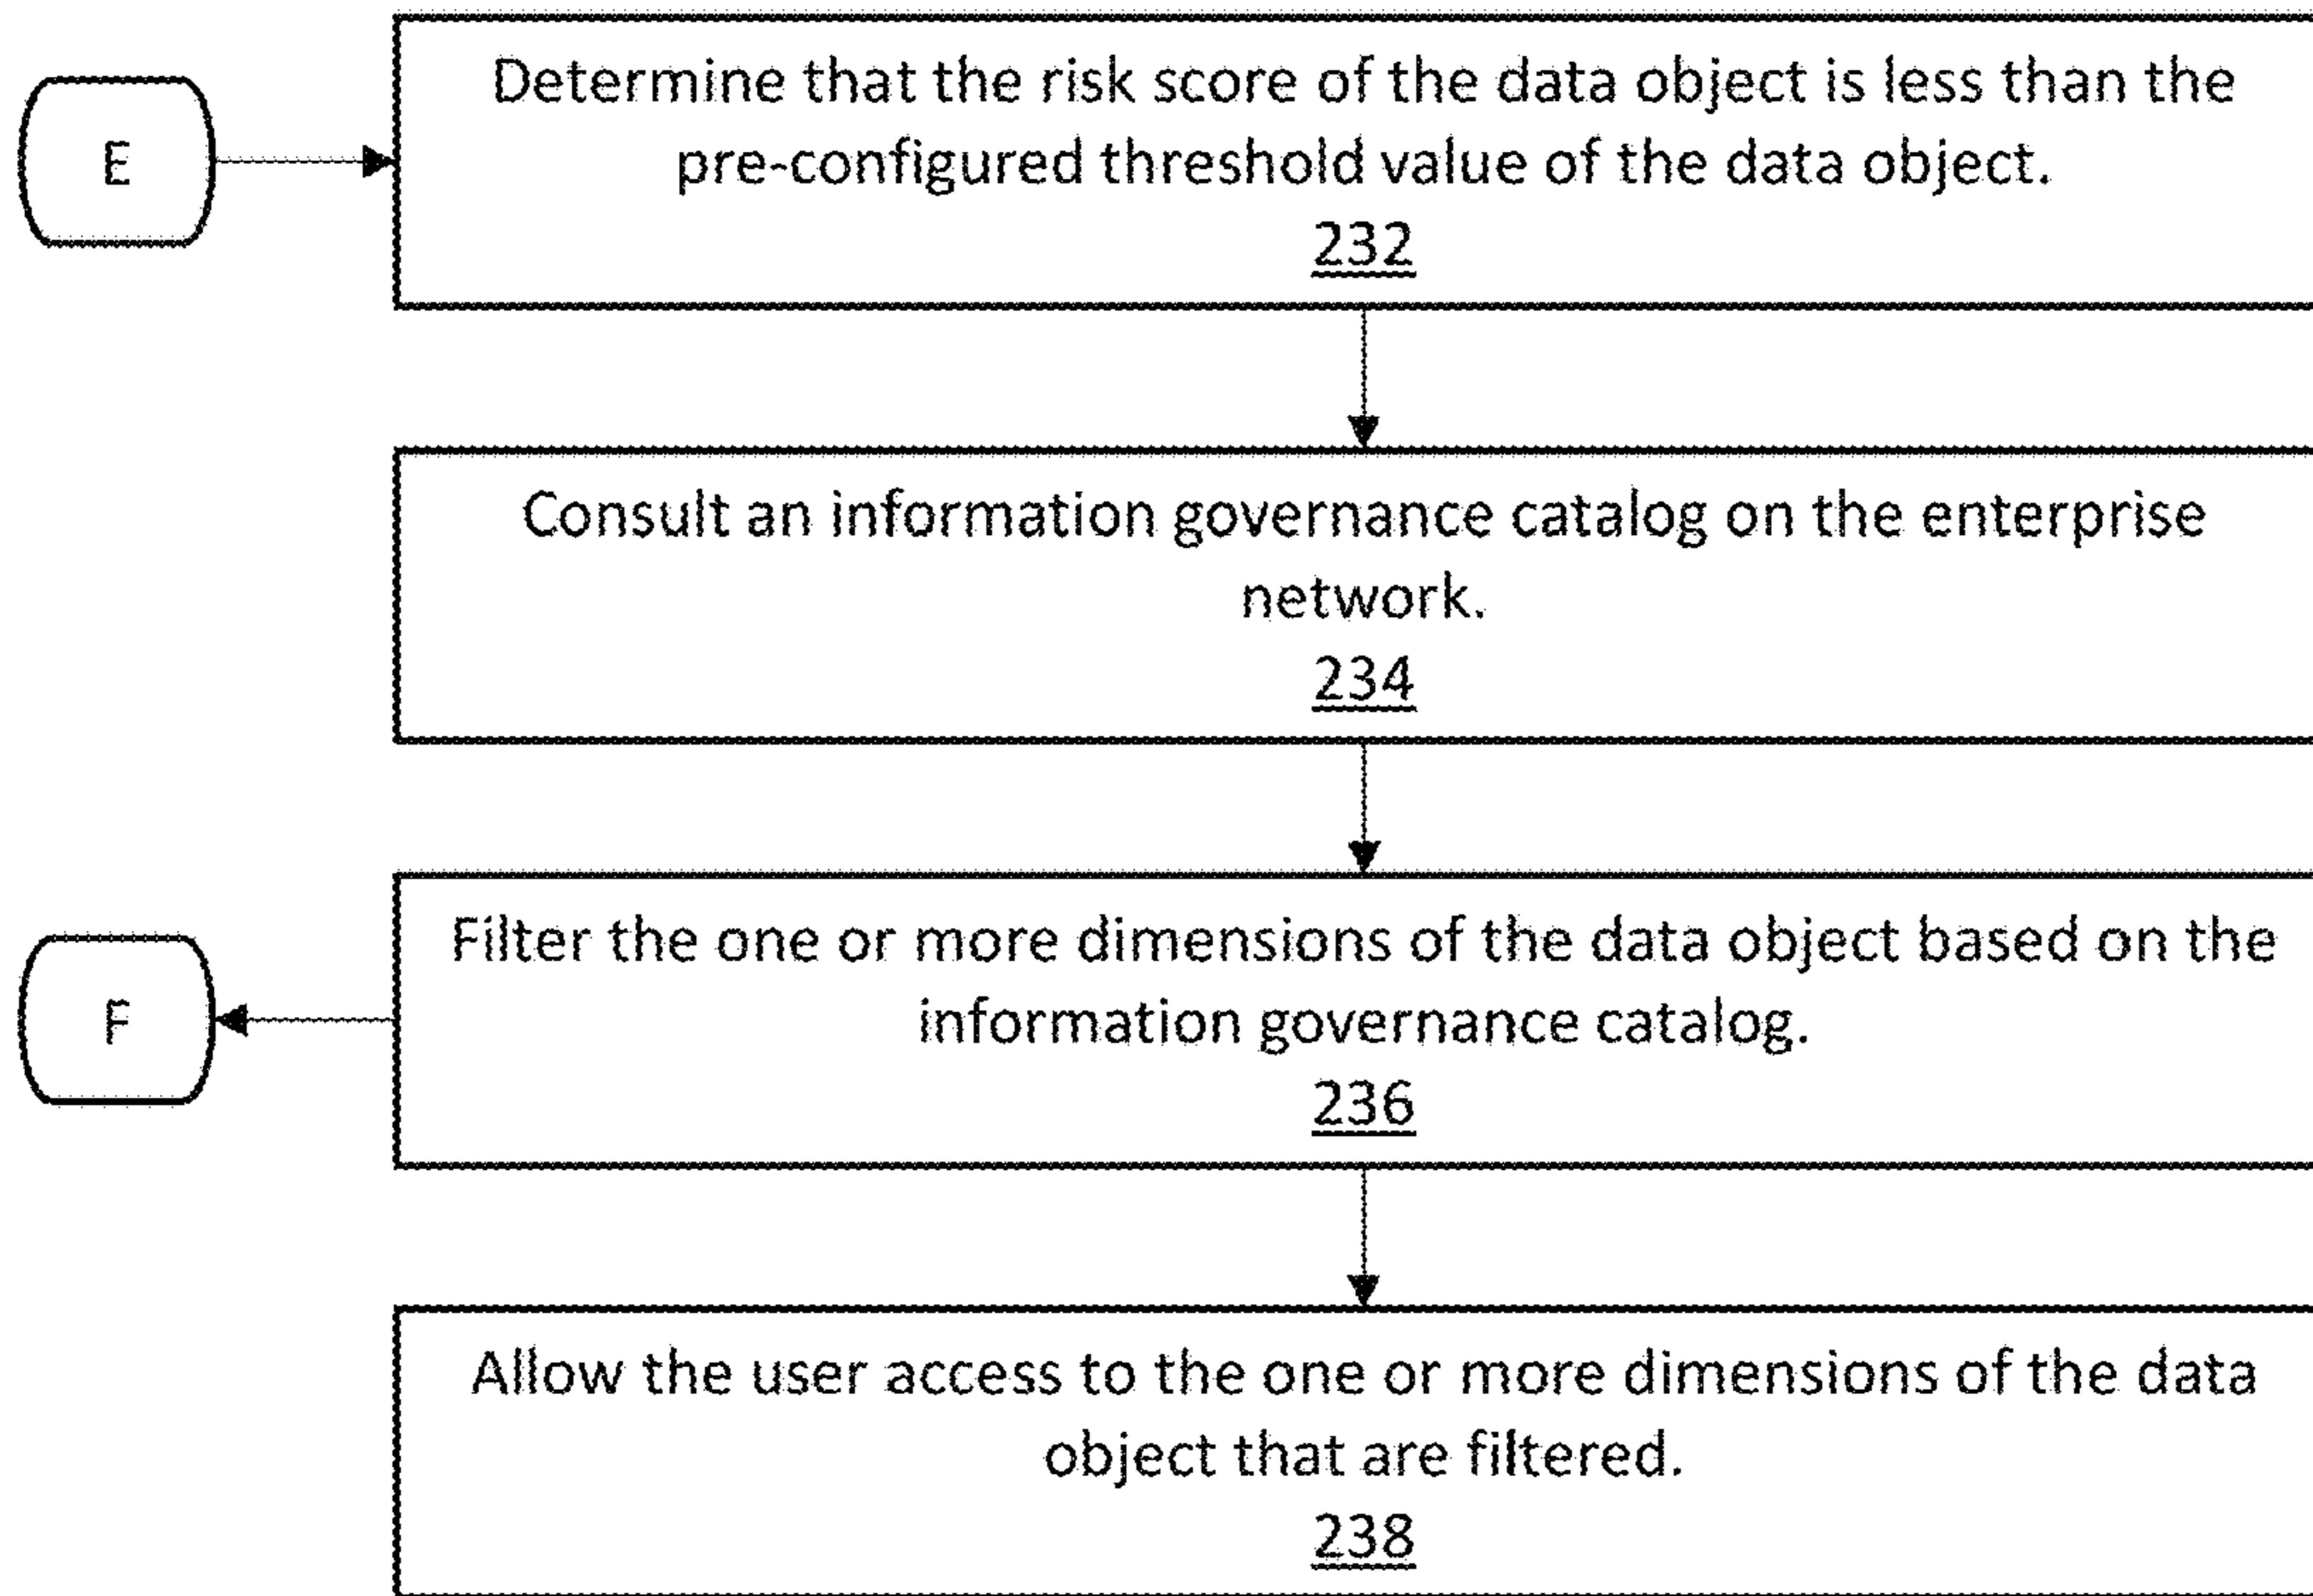 E
Determine that the risk score of the data object is less than the
pre-configured threshold value of the data object.
232
Consult an information governance catalog on the enterprise
network.
234
Filter the one or more dimensions of the data object based on the
information governance catalog.
236
F
Allow the user access to the one or more dimensions of the data
object that are filtered.
238